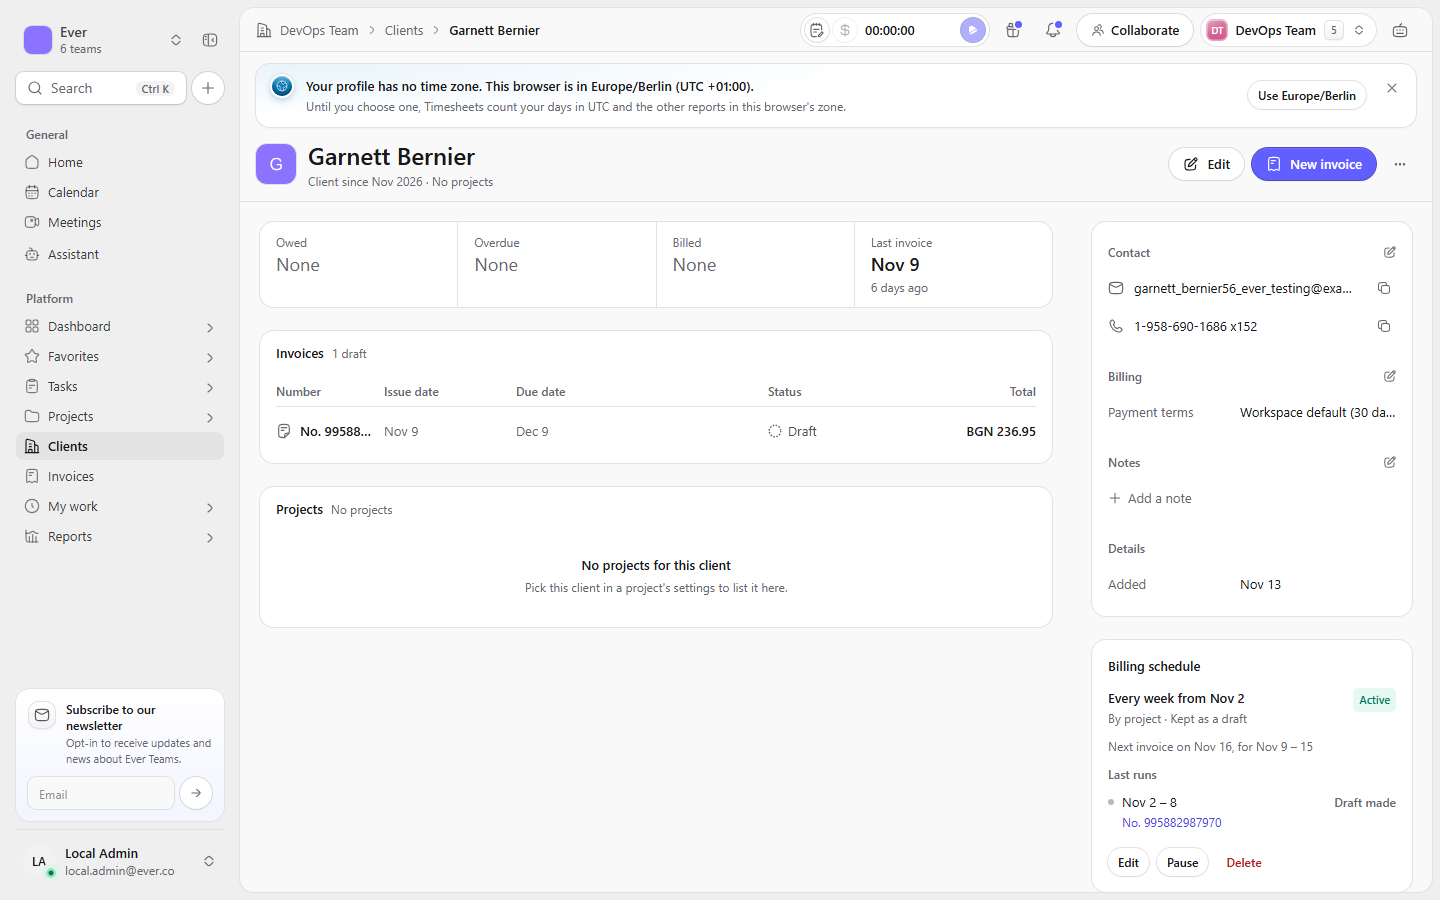 Ever
6 teams
Search
Ctrl K
General
Home
Calendar
Meetings
Assistant
Platform
Dashboard
Favorites
Tasks
Projects
Clients
Invoices
My work
Reports
Subscribe to our
newsletter
Opt-in to receive updates and
news about Ever Teams.
Email
LA
Local Admin
local.admin@ever.co
DevOps Team
Clients
Garnett Bernier
$
00:00:00
Collaborate
DT
DevOps Team
5
Your profile has no time zone. This browser is in Europe/Berlin (UTC +01:00).
Until you choose one, Timesheets count your days in UTC and the other reports in this browser's zone.
Use Europe/Berlin
G
Garnett Bernier
Client since Nov 2026 · No projects
Edit
New invoice
Owed
None
Overdue
None
Billed
None
Last invoice
Nov 9
6 days ago
Invoices 1 draft
Number Issue date Due date Status Total
No. 99588... Nov 9 Dec 9 Draft BGN 236.95
Projects No projects
No projects for this client
Pick this client in a project's settings to list it here.
Contact
garnett_bernier56_ever_testing@exa...
1-958-690-1686 x152
Billing
Payment terms Workspace default (30 da...
Notes
Add a note
Details
Added Nov 13
Billing schedule
Every week from Nov 2
Active
By project · Kept as a draft
Next invoice on Nov 16, for Nov 9 – 15
Last runs
Nov 2 – 8 Draft made
No. 995882987970
Edit Pause Delete